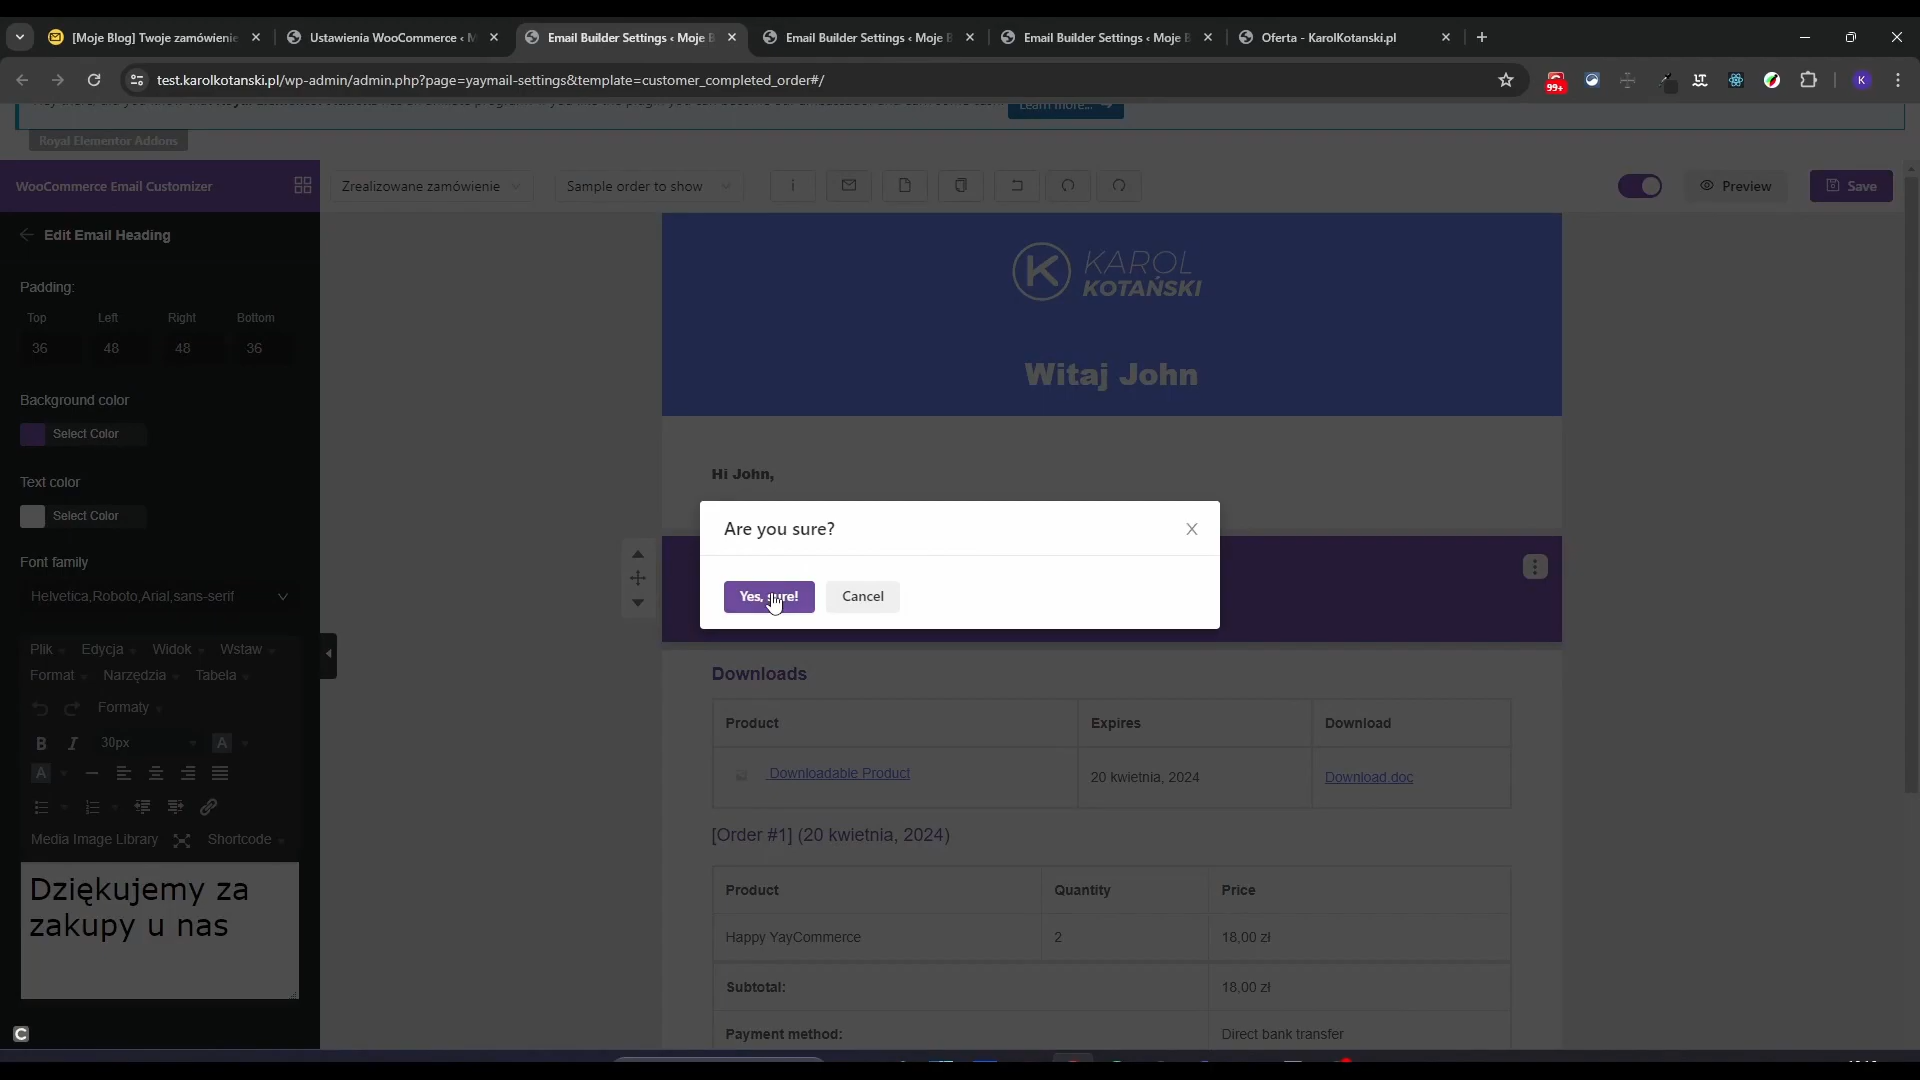 [Moje Blog] Twoje zamówienie
Ustawienia WooCommerce ‹ M
Email Builder Settings ‹ Moje B
Email Builder Settings ‹ Moje B
Email Builder Settings ‹ Moje B
Oferta - KarolKotanski.pl
test.karolkotanski.pl/wp-admin/admin.php?page=yaymail-settings&template=customer_completed_order#/
99+
K
Learn more...
Royal Elementor Addons
WooCommerce Email Customizer
Zrealizowane zamówienie
Sample order to show
Preview
Save
Edit Email Heading
Padding:
Top Left Right Bottom
36 48 48 36
Background color
Select Color
Text color
Select Color
Font family
Helvetica,Roboto,Arial,sans-serif
Plik Edycja Widok Wstaw
Format Narzędzia Tabela
Formaty
B I 30px A
A
Media Image Library Shortcode
Dziękujemy za
zakupy u nas
K KAROL
KOTAŃSKI
Witaj John
Hi John,
Are you sure?
Yes, sure!
Cancel
Downloads
Product Expires Download
Downloadable Product 20 kwietnia, 2024 Download.doc
[Order #1] (20 kwietnia, 2024)
Product Quantity Price
Happy YayCommerce 2 18,00 zł
Subtotal: 18,00 zł
Payment method: Direct bank transfer